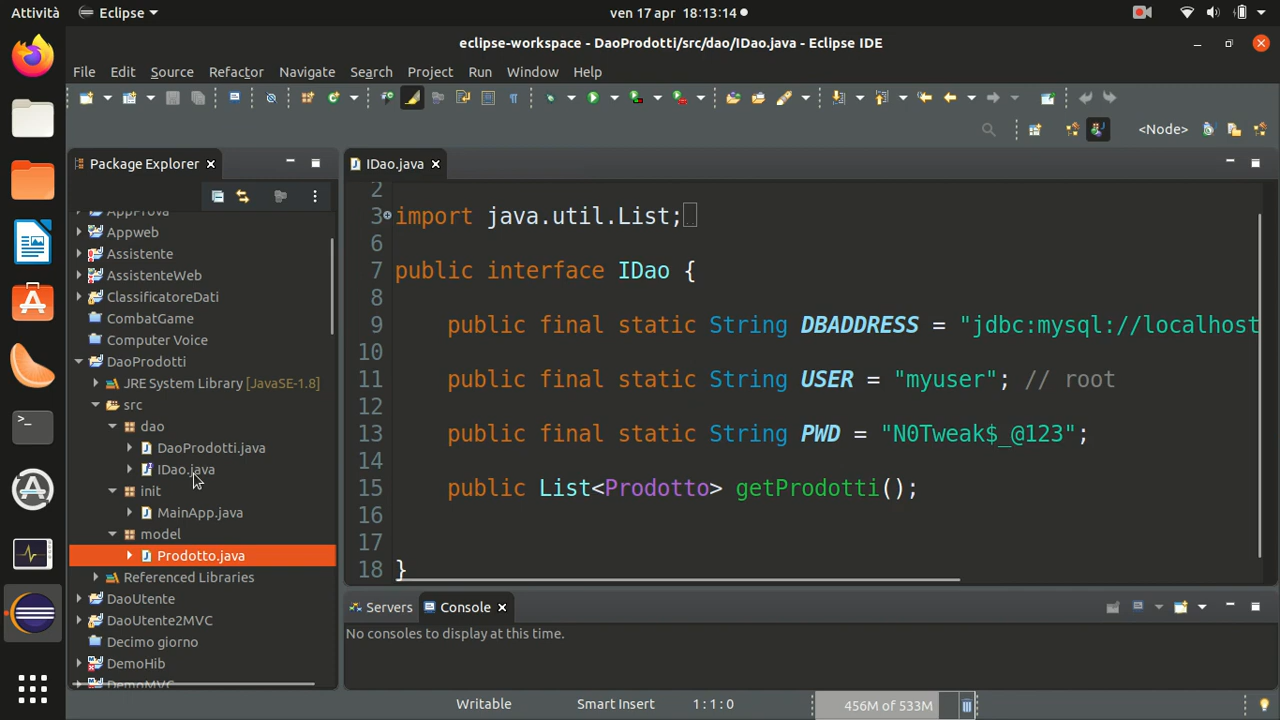 Attività
Eclipse
ven 17 apr 18:13:14
eclipse-workspace - DaoProdotti/src/dao/IDao.java - Eclipse IDE
File Edit Source Refactor Navigate Search Project Run Window Help
<Node>
Package Explorer
IDao.java
AppProva
Appweb
Assistente
AssistenteWeb
ClassificatoreDati
CombatGame
Computer Voice
DaoProdotti
JRE System Library [JavaSE-1.8]
src
dao
DaoProdotti.java
IDao.java
init
MainApp.java
model
Prodotto.java
Referenced Libraries
DaoUtente
DaoUtente2MVC
Decimo giorno
DemoHib
DemoMVC
2
3 import java.util.List;
6
7 public interface IDao {
8
9 public final static String DBADDRESS = "jdbc:mysql://localhost
10
11 public final static String USER = "myuser"; // root
12
13 public final static String PWD = "N0Tweak$_@123";
14
15 public List<Prodotto> getProdotti();
16
17
18 }
Servers
Console
No consoles to display at this time.
Writable
Smart Insert
1 : 1 : 0
456M of 533M